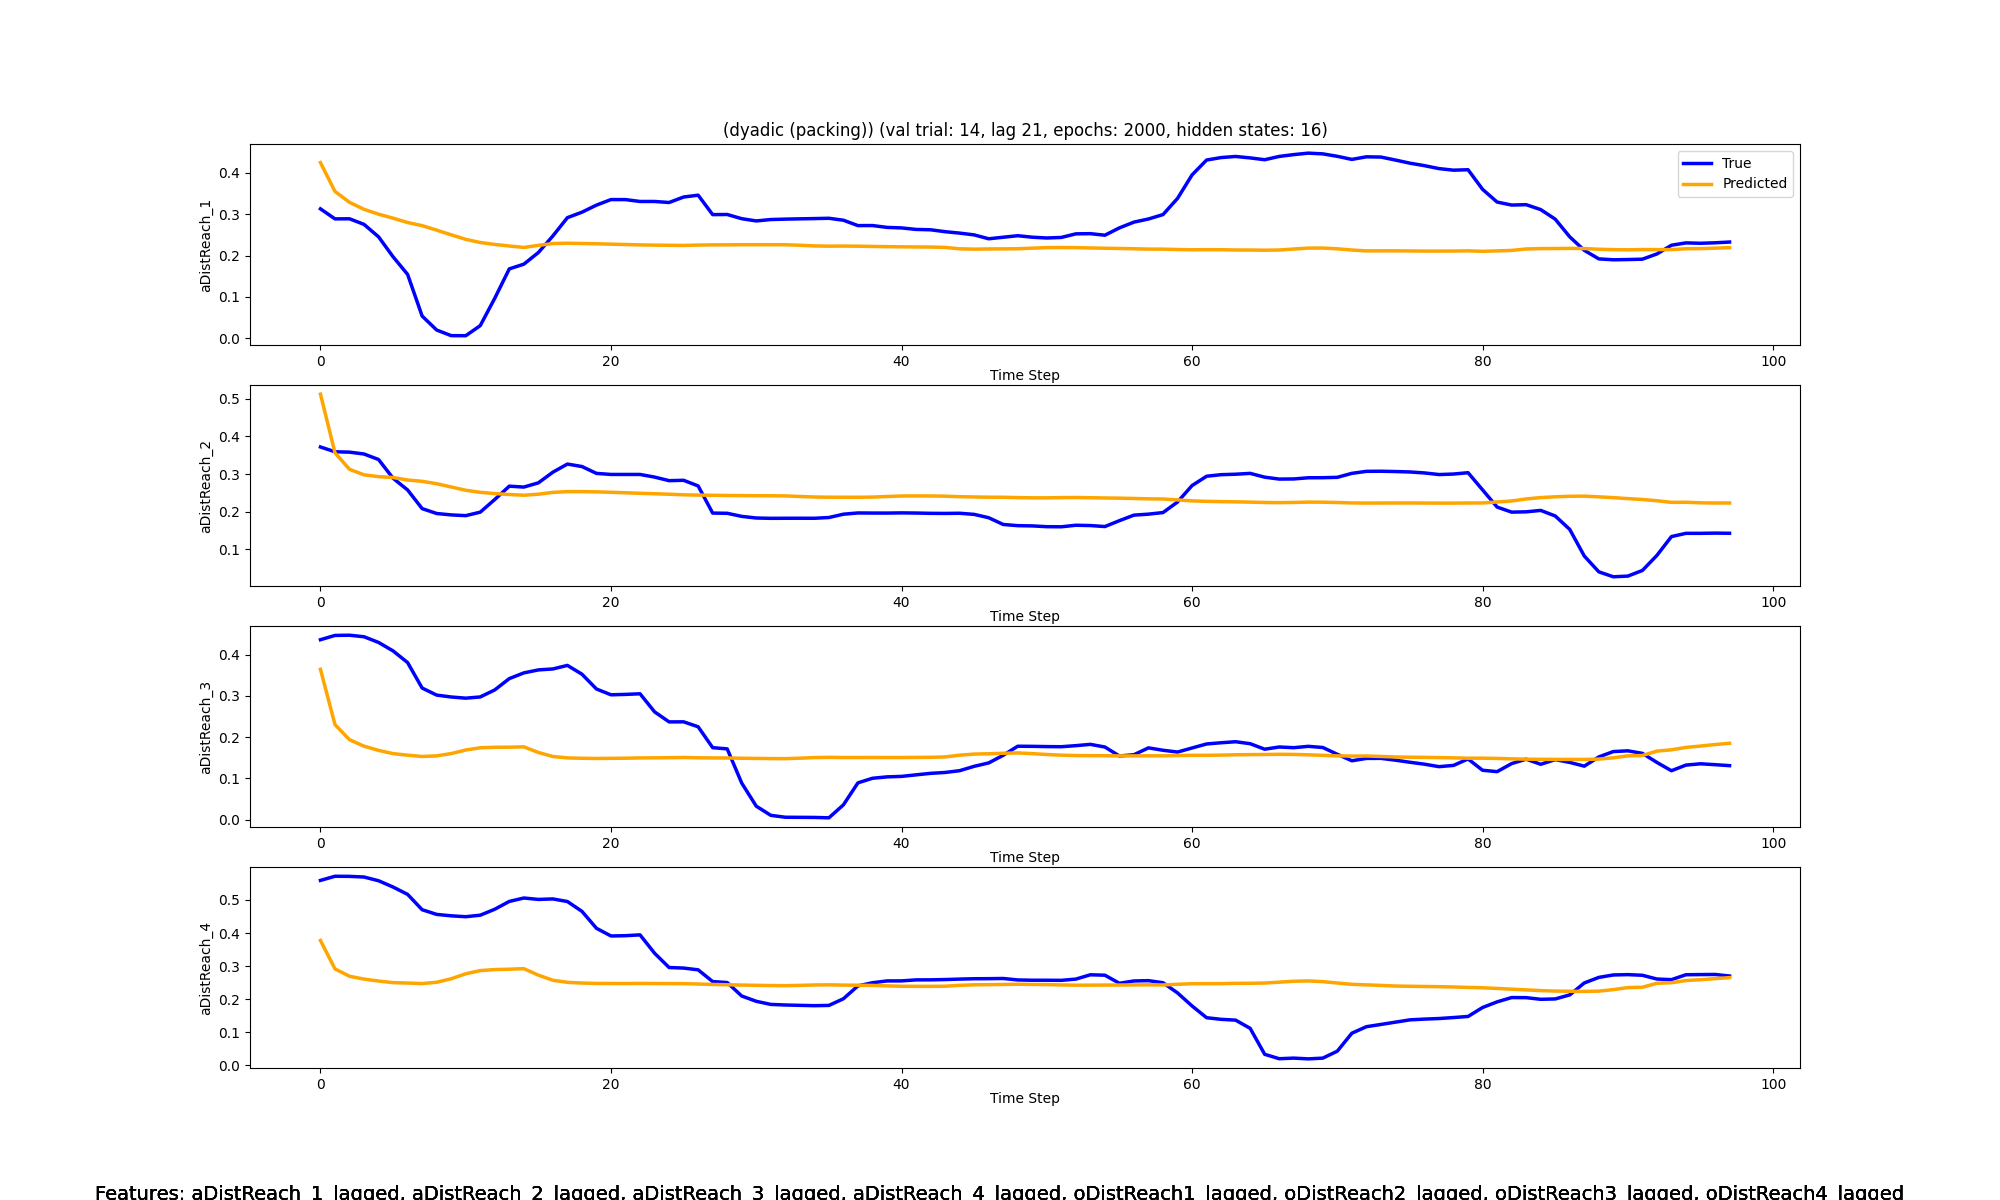 (dyadic (packing)) (val trial: 14, lag 21, epochs: 2000, hidden states: 16)
True
Predicted
aDistReach_1
0.4
0.3
0.2
0.1
0.0
0 20 40 60 80 100
Time Step
aDistReach_2
0.5
0.4
0.3
0.2
0.1
0 20 40 60 80 100
Time Step
aDistReach_3
0.4
0.3
0.2
0.1
0.0
0 20 40 60 80 100
Time Step
aDistReach_4
0.5
0.4
0.3
0.2
0.1
0.0
0 20 40 60 80 100
Time Step
Features: aDistReach_1_lagged, aDistReach_2_lagged, aDistReach_3_lagged, aDistReach_4_lagged, oDistReach1_lagged, oDistReach2_lagged, oDistReach3_lagged, oDistReach4_lagged